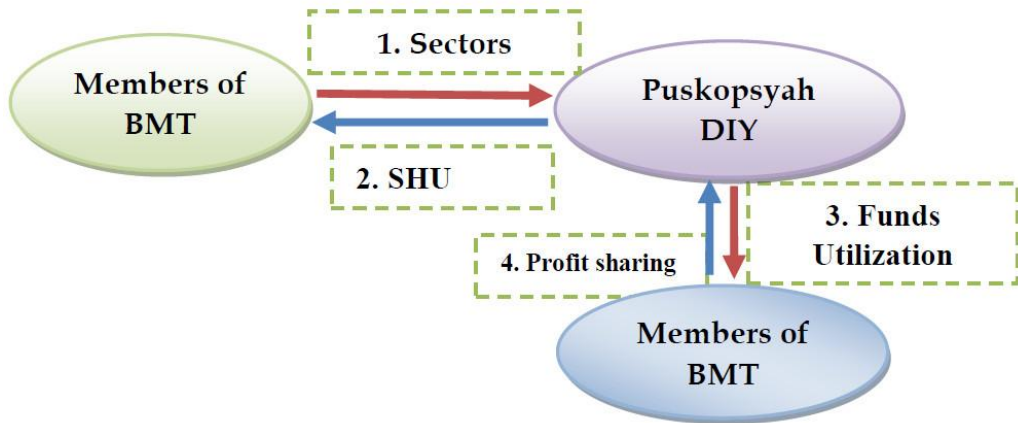 1. Sectors
Members of
BMT
Puskopsyah
DIY
2. SHU
3. Funds
Utilization
4. Profit sharing
Members of
BMT